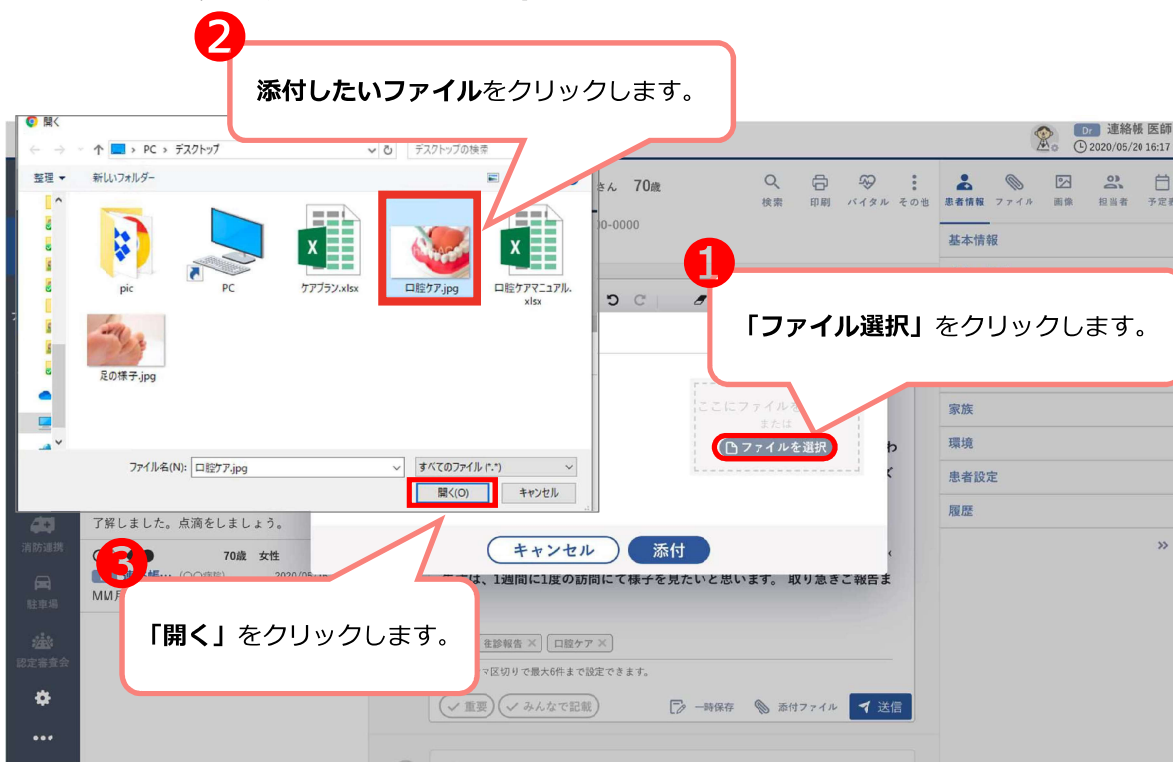 2
添付したいファイルをクリックします。
開く
PC › デスクトップ
デスクトップの検索
整理 新しいフォルダー
pic
PC
ケアプラン.xlsx
口腔ケア.jpg
口腔ケアマニュアル.
xlsx
足の様子.jpg
ファイル名(N): 口腔ケア.jpg
すべてのファイル (*.*)
開く(O) キャンセル
Dr 連絡帳 医師
2020/05/20 16:17
さん 70歳
検索 印刷 バイタル その他
00-0000
患者情報 ファイル 画像 担当者
基本情報
1
「ファイル選択」をクリックします。
ここにファイルを
または
ファイルを選択
わ
家族
環境
患者設定
履歴
キャンセル 添付
了解しました。点滴をしましょう。
消防連携
70歳 女性
駐車場
認定審査会
3
「開く」をクリックします。
は、1週間に1度の訪問にて様子を見たいと思います。 取り急ぎご報告ま
往診報告 × 口腔ケア ×
マ区切りで最大6件まで設定できます。
重要 みんなで記載 一時保存 添付ファイル 送信